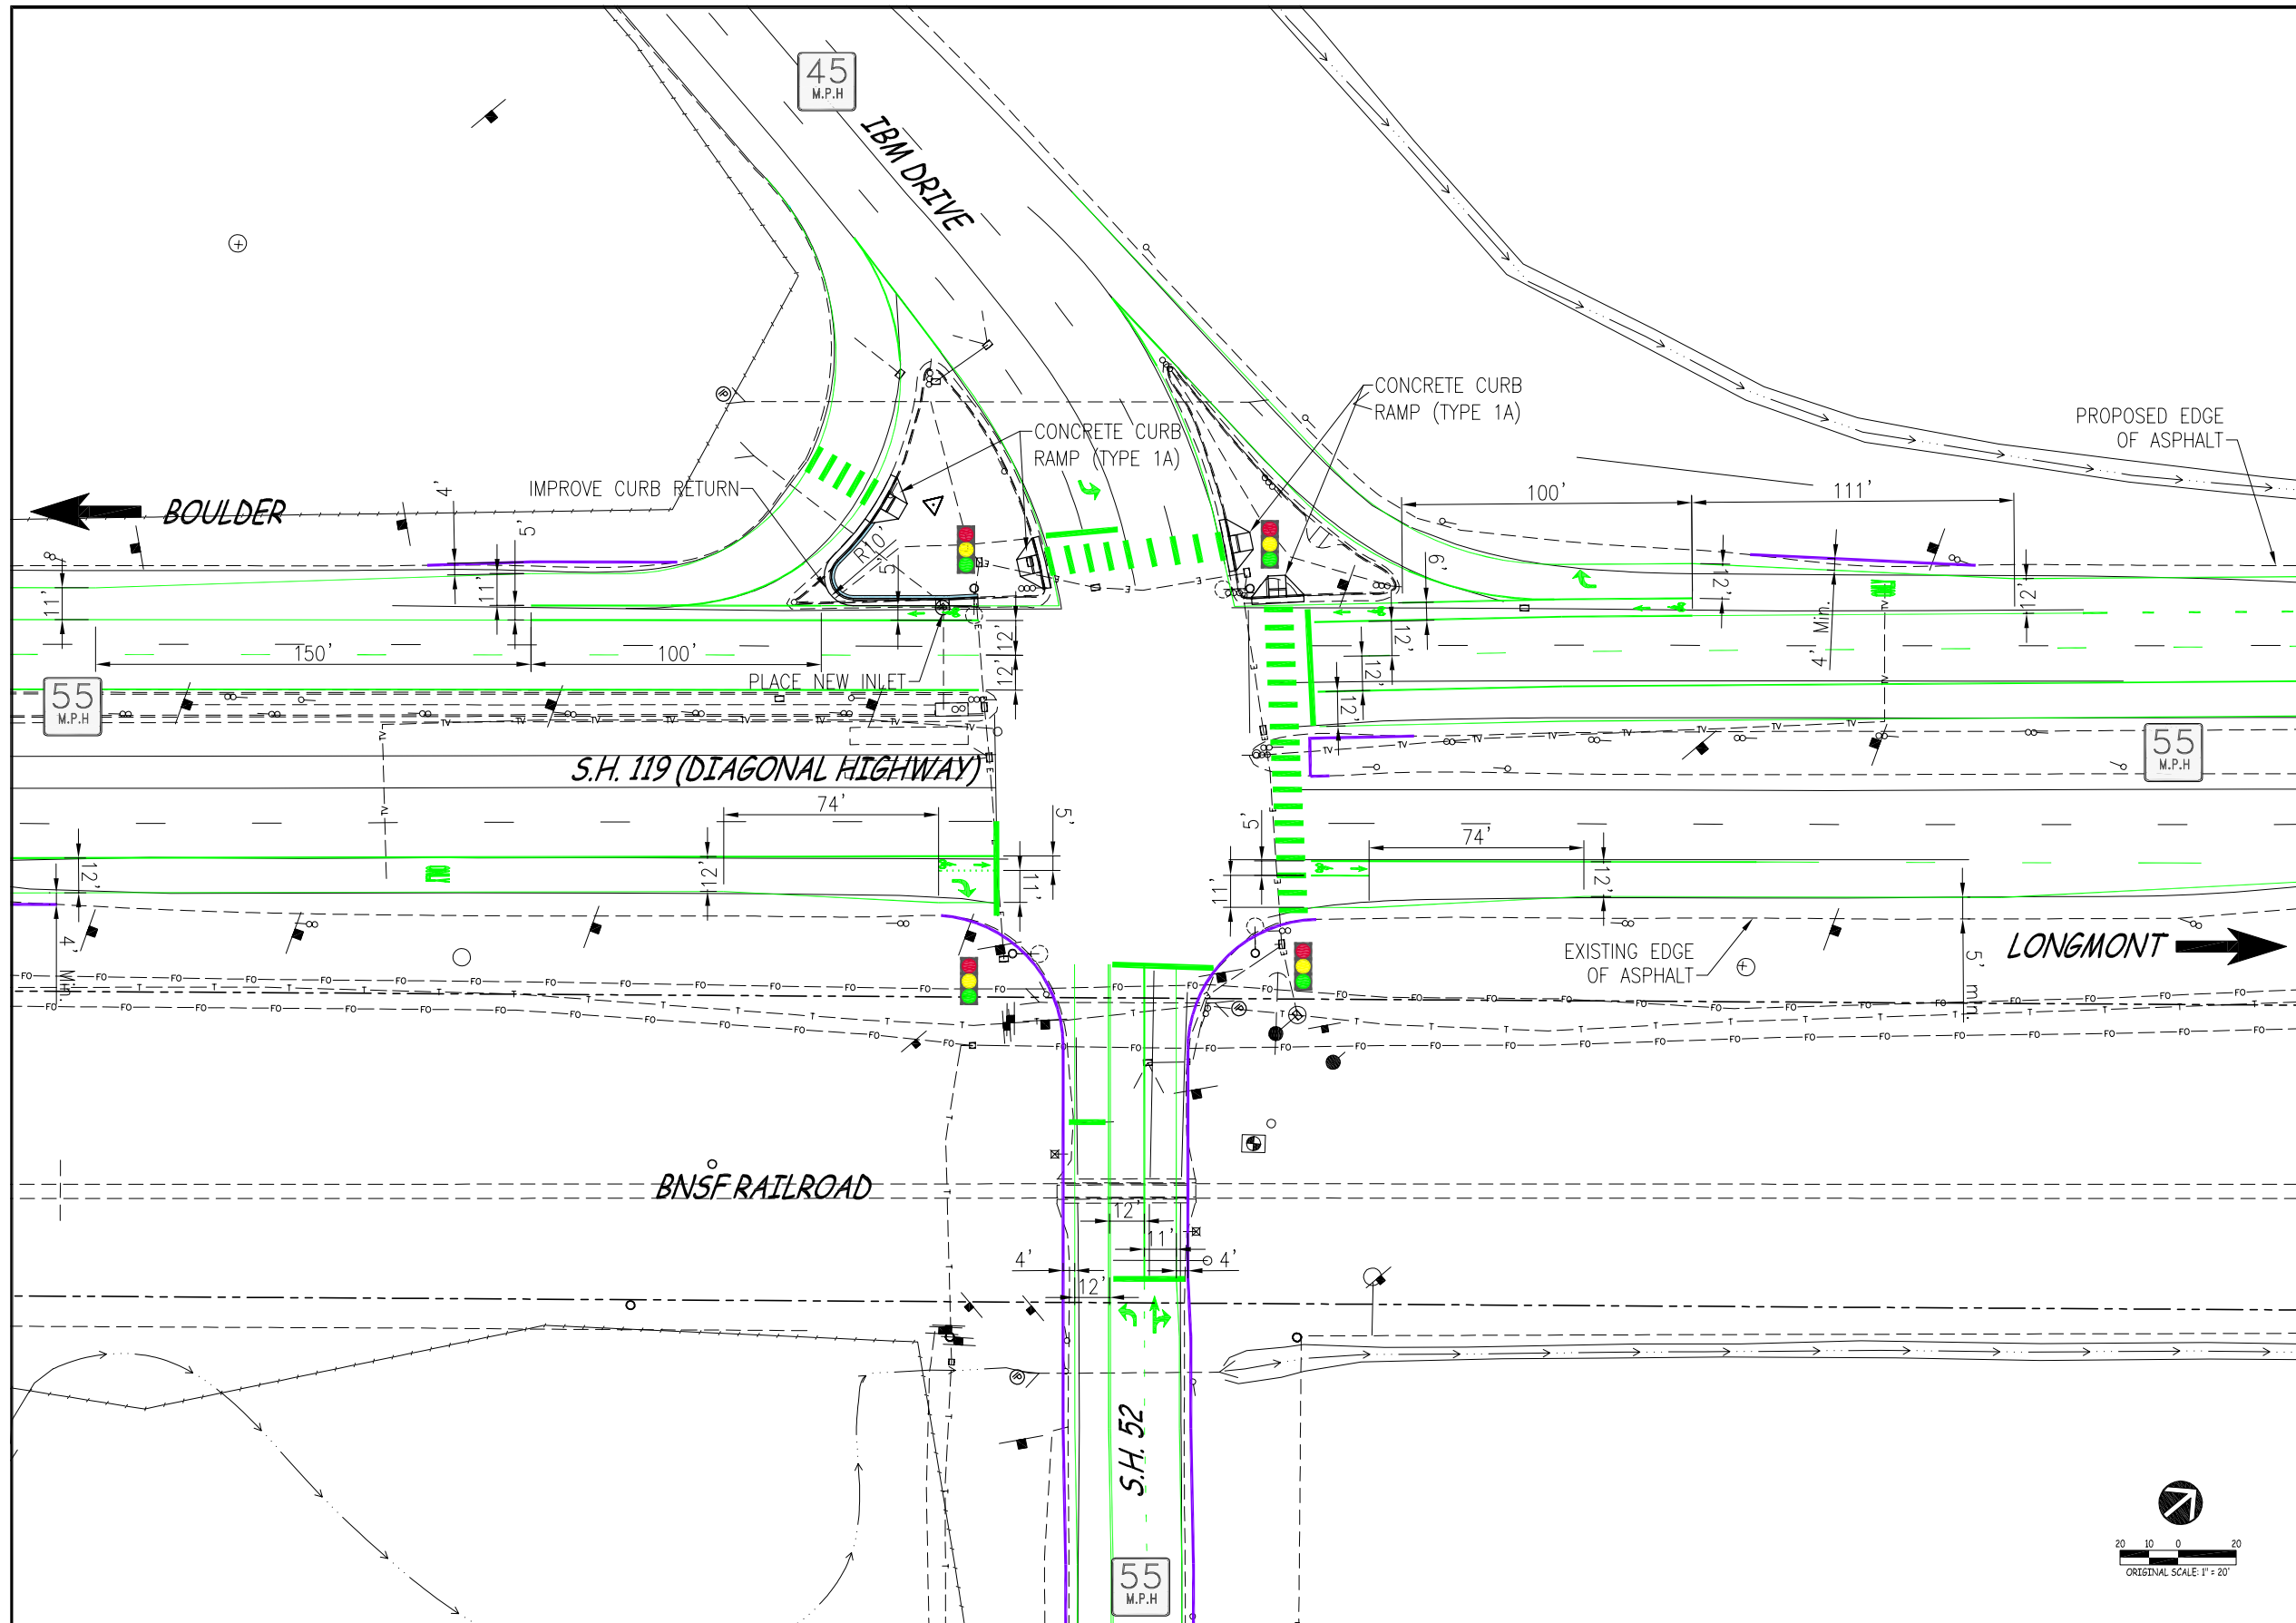 45
M.P.H
IBM DRIVE
CONCRETE CURB
RAMP (TYPE 1A)
CONCRETE CURB
RAMP (TYPE 1A)
PROPOSED EDGE
OF ASPHALT
IMPROVE CURB RETURN
BOULDER
4'
5'
R10'
5'
100'
111'
6'
12'
4' Min.
12'
11'
11'
150'
100'
12'
12'
12'
12'
12'
PLACE NEW INLET
55
M.P.H
55
M.P.H
S.H. 119 (DIAGONAL HIGHWAY)
74'
5'
5'
74'
12'
ONLY
12'
11'
11'
12'
4' Min.
EXISTING EDGE
OF ASPHALT
LONGMONT
5' min.
BNSF RAILROAD
12'
11'
4'
4'
12'
S.H. 52
55
M.P.H
20 10 0 20
ORIGINAL SCALE: 1" = 20'